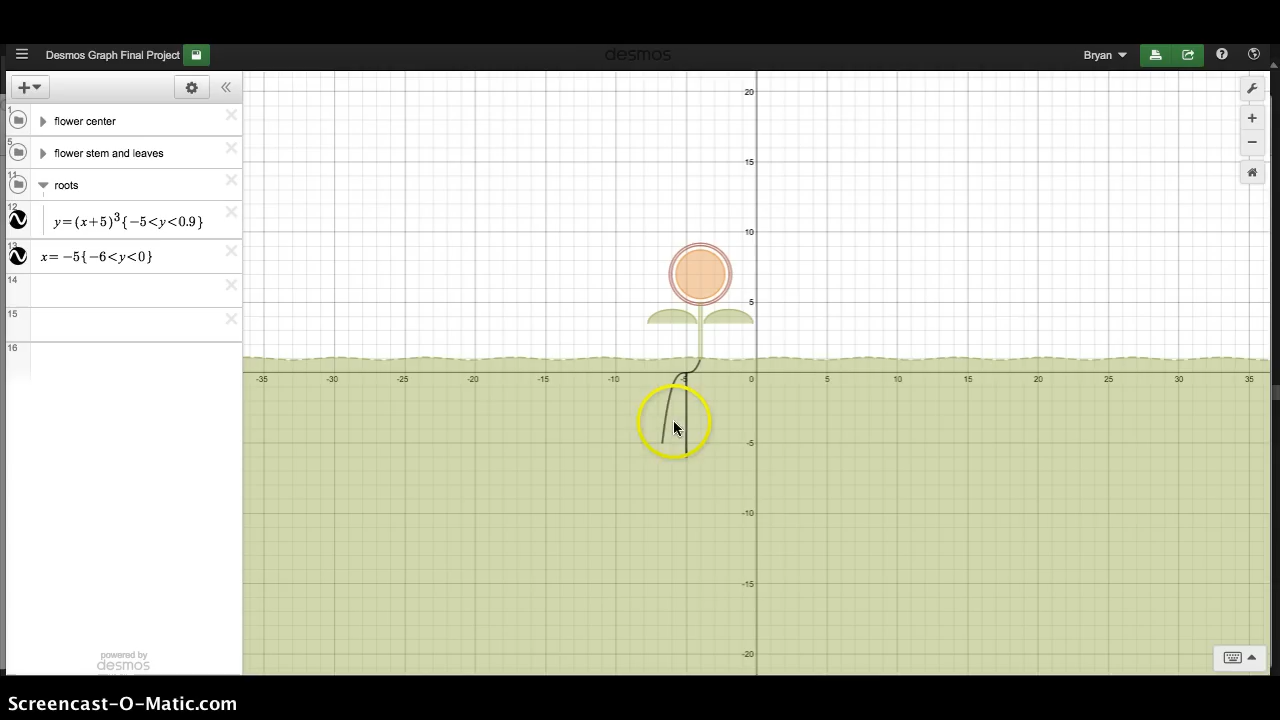 Desmos Graph Final Project
desmos
Bryan
1
flower center
5
flower stem and leaves
11
roots
12
y=(x+5)³{−5<y<0.9}
13
x=−5{−6<y<0}
14
15
16
powered by
desmos
20
15
10
5
-35 -30 -25 -20 -15 -10 -5 0 5 10 15 20 25 30 35
-5
-10
-15
-20
Screencast-O-Matic.com